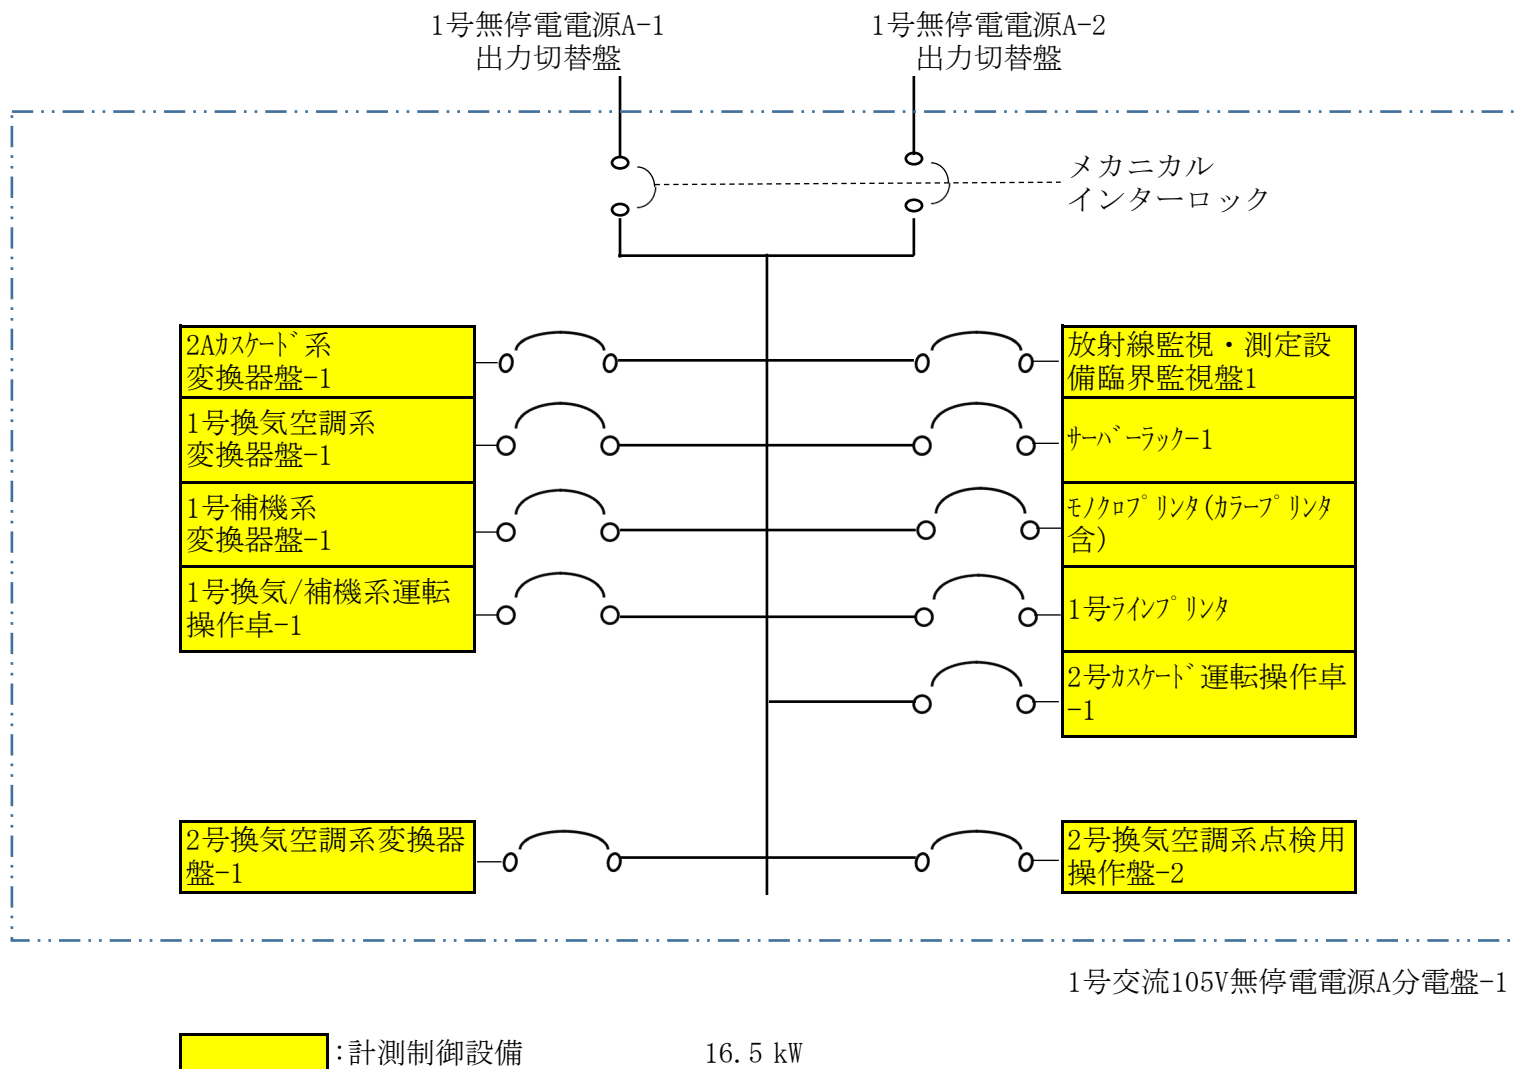 1号無停電電源A-1
出力切替盤
1号無停電電源A-2
出力切替盤
メカニカル
インターロック
2Aｶｽｹｰﾄﾞ系
変換器盤-1
1号換気空調系
変換器盤-1
1号補機系
変換器盤-1
1号換気/補機系運転
操作卓-1
放射線監視・測定設
備臨界監視盤1
ｻｰﾊﾞｰﾗｯｸ-1
ﾓﾉｸﾛﾌﾟﾘﾝﾀ(ｶﾗｰﾌﾟﾘﾝﾀ
含)
1号ﾗｲﾝﾌﾟﾘﾝﾀ
2号ｶｽｹｰﾄﾞ運転操作卓
-1
2号換気空調系変換器
盤-1
2号換気空調系点検用
操作盤-2
1号交流105V無停電電源A分電盤-1
:計測制御設備
16.5 kW